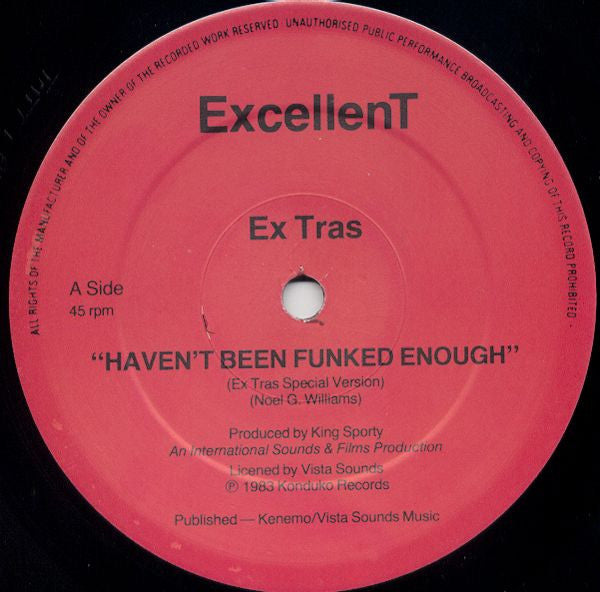 ALL RIGHTS OF THE MANUFACTURER AND OF THE OWNER OF THE RECORDED WORK RESERVED · UNAUTHORISED PUBLIC PERFORMANCE BROADCASTING AND COPYING OF THIS RECORD PROHIBITED ·
ExcellenT
Ex Tras
A Side
45 rpm
“HAVEN'T BEEN FUNKED ENOUGH”
(Ex Tras Special Version)
(Noel G. Williams)
Produced by King Sporty
An International Sounds & Films Production
Licened by Vista Sounds
℗ 1983 Konduko Records
Published — Kenemo/Vista Sounds Music